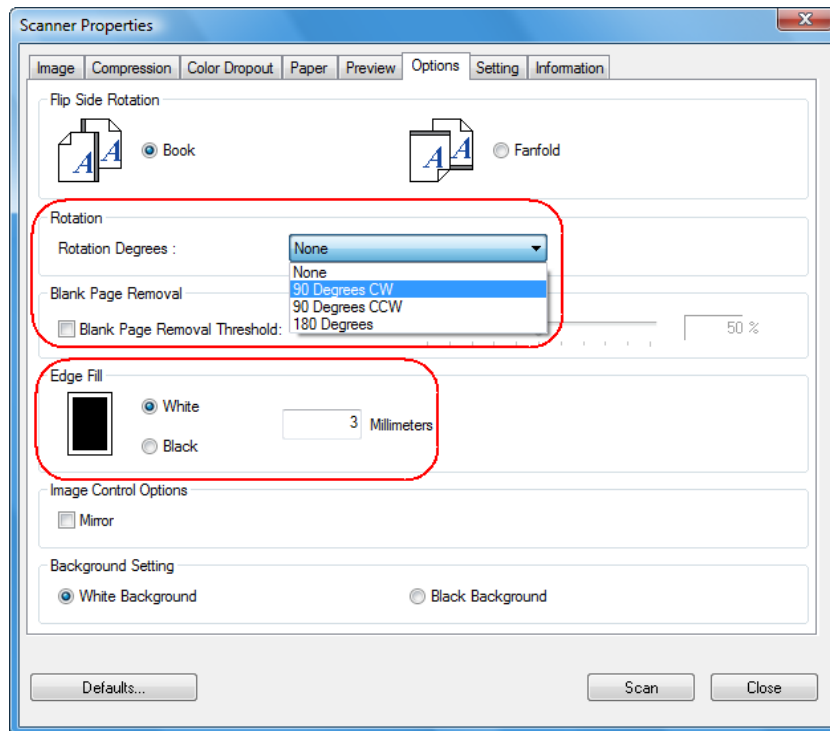 Scanner Properties
Image Compression Color Dropout Paper Preview Options Setting Information
Flip Side Rotation
A A Book A A Fanfold
Rotation
Rotation Degrees : None
None
90 Degrees CW
90 Degrees CCW
180 Degrees
Blank Page Removal
Blank Page Removal Threshold: 50 %
Edge Fill
White
3 Millimeters
Black
Image Control Options
Mirror
Background Setting
White Background Black Background
Defaults... Scan Close